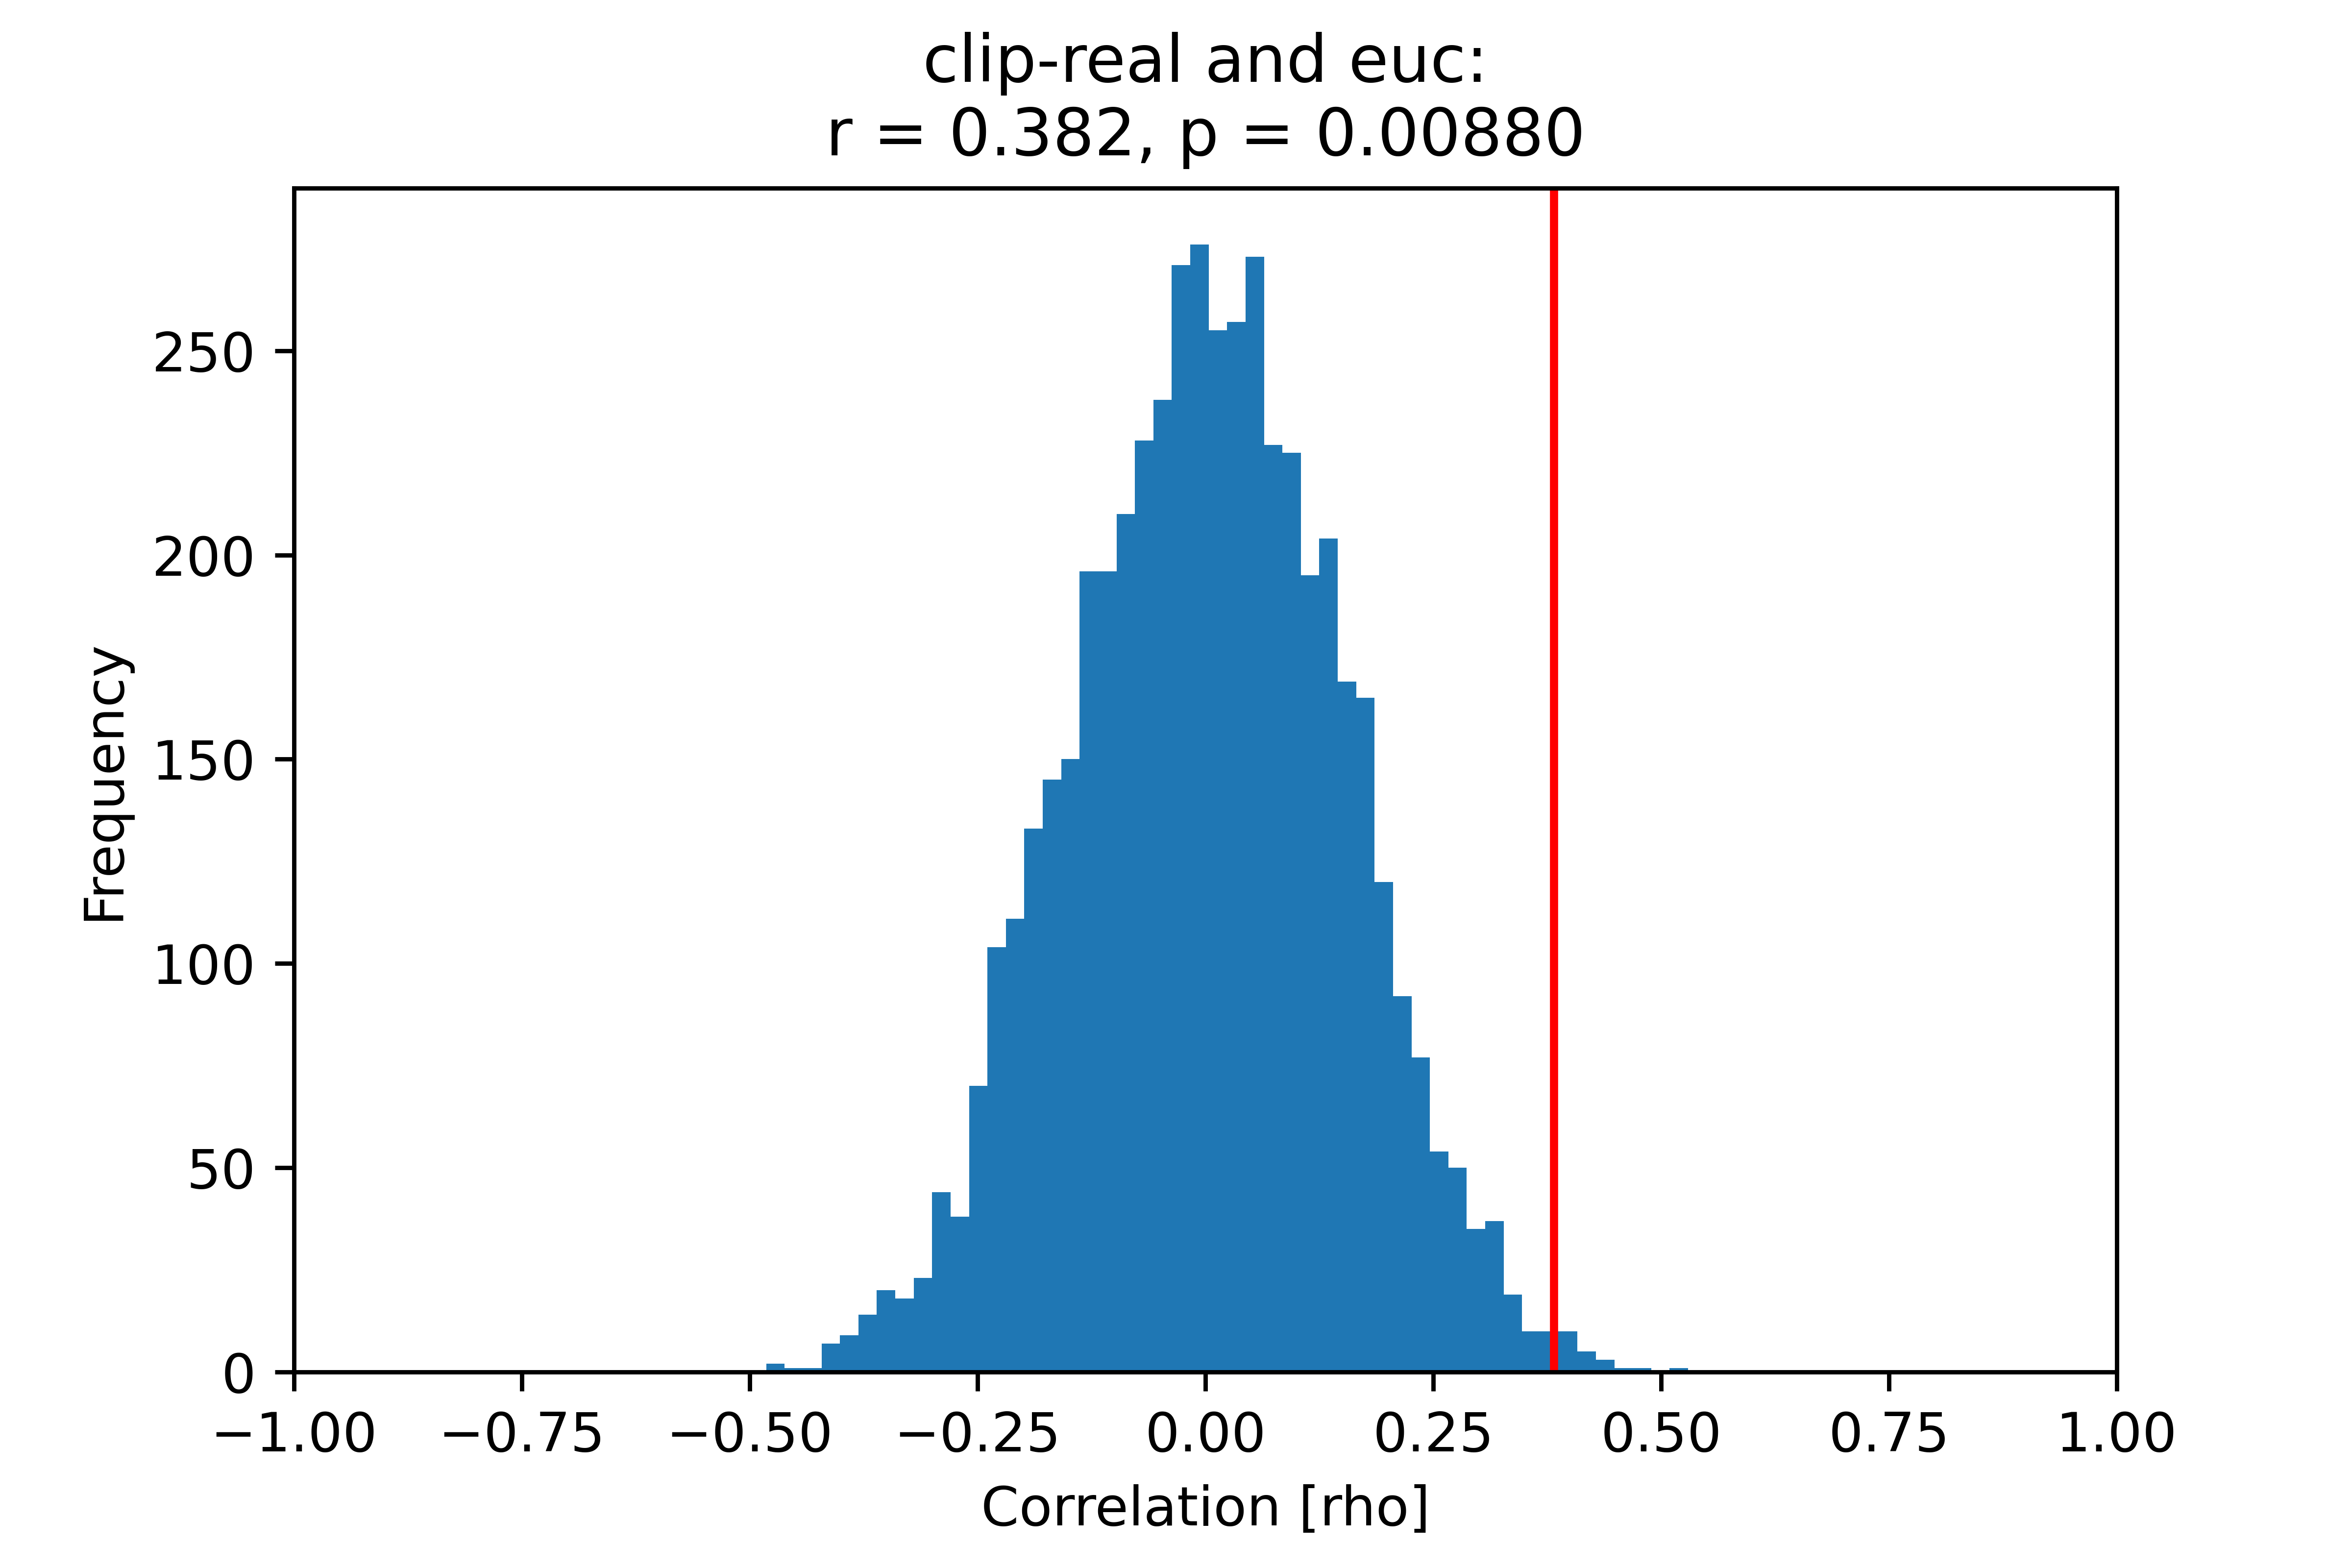 clip-real and euc:
r = 0.382, p = 0.00880
250
200
150
100
50
0
Frequency
−1.00 −0.75 −0.50 −0.25 0.00 0.25 0.50 0.75 1.00
Correlation [rho]